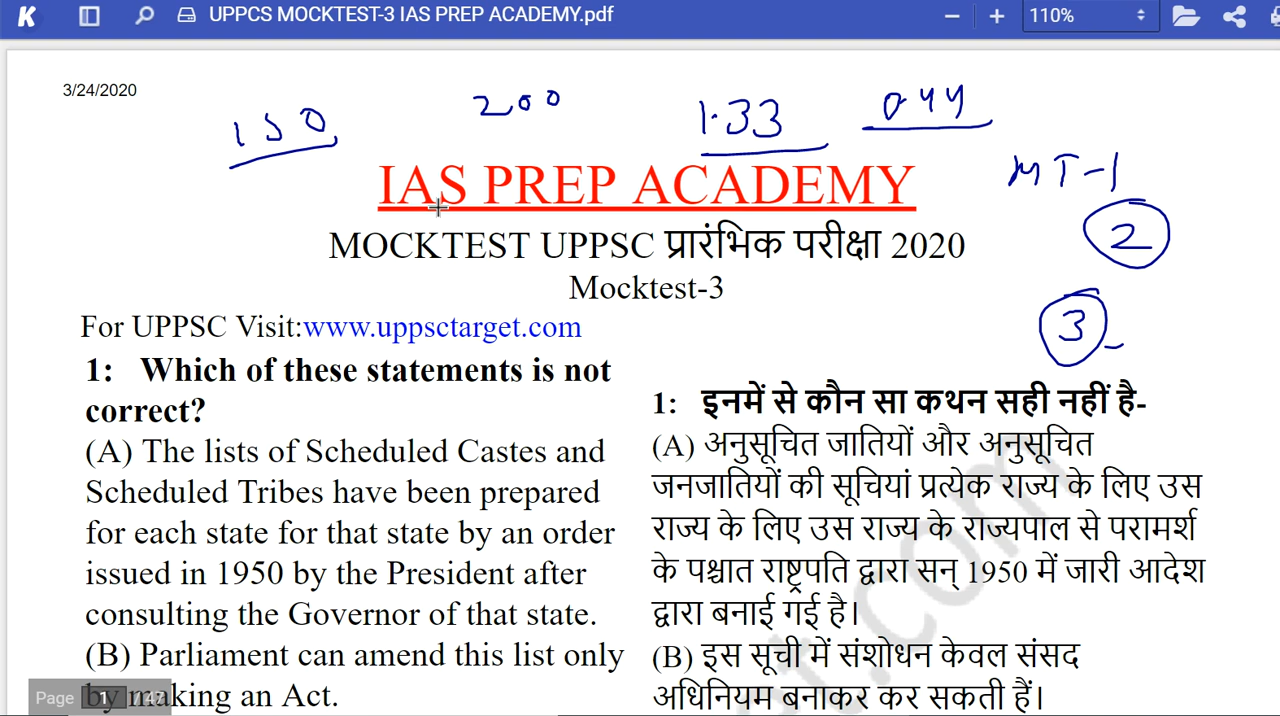 UPPCS MOCKTEST-3 IAS PREP ACADEMY.pdf
110%
3/24/2020
150
200
1.33
0.44
MT-1
2
3
IAS PREP ACADEMY
MOCKTEST UPPSC प्रारंभिक परीक्षा 2020
Mocktest-3
For UPPSC Visit:www.uppsctarget.com
1: Which of these statements is not
correct?
(A) The lists of Scheduled Castes and
Scheduled Tribes have been prepared
for each state for that state by an order
issued in 1950 by the President after
consulting the Governor of that state.
(B) Parliament can amend this list only
by making an Act.
1: इनमें से कौन सा कथन सही नहीं है-
(A) अनुसूचित जातियों और अनुसूचित
जनजातियों की सूचियां प्रत्येक राज्य के लिए उस
राज्य के लिए उस राज्य के राज्यपाल से परामर्श
के पश्चात राष्ट्रपति द्वारा सन् 1950 में जारी आदेश
द्वारा बनाई गई है।
(B) इस सूची में संशोधन केवल संसद
अधिनियम बनाकर कर सकती हैं।
Page 1 / 47